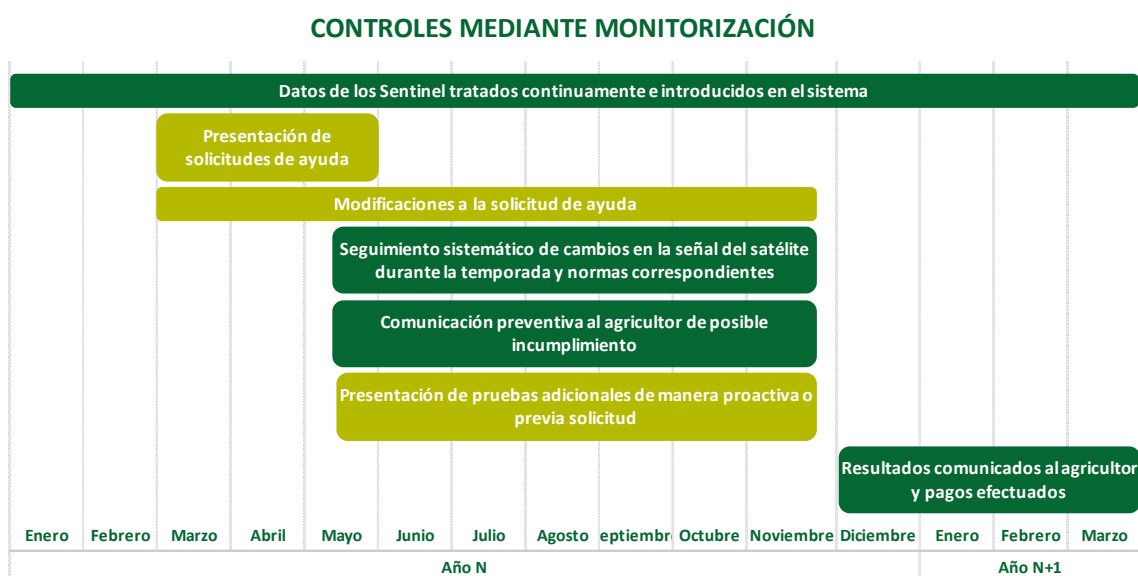 CONTROLES MEDIANTE MONITORIZACIÓN
Datos de los Sentinel tratados continuamente e introducidos en el sistema
Presentación de
solicitudes de ayuda
Modificaciones a la solicitud de ayuda
Seguimiento sistemático de cambios en la señal del satélite
durante la temporada y normas correspondientes
Comunicación preventiva al agricultor de posible
incumplimiento
Presentación de pruebas adicionales de manera proactiva o
previa solicitud
Resultados comunicados al agricultor
y pagos efectuados
Enero Febrero Marzo Abril Mayo Junio Julio Agosto eptiembr Octubre Noviembre Diciembre Enero Febrero Marzo
Año N Año N+1